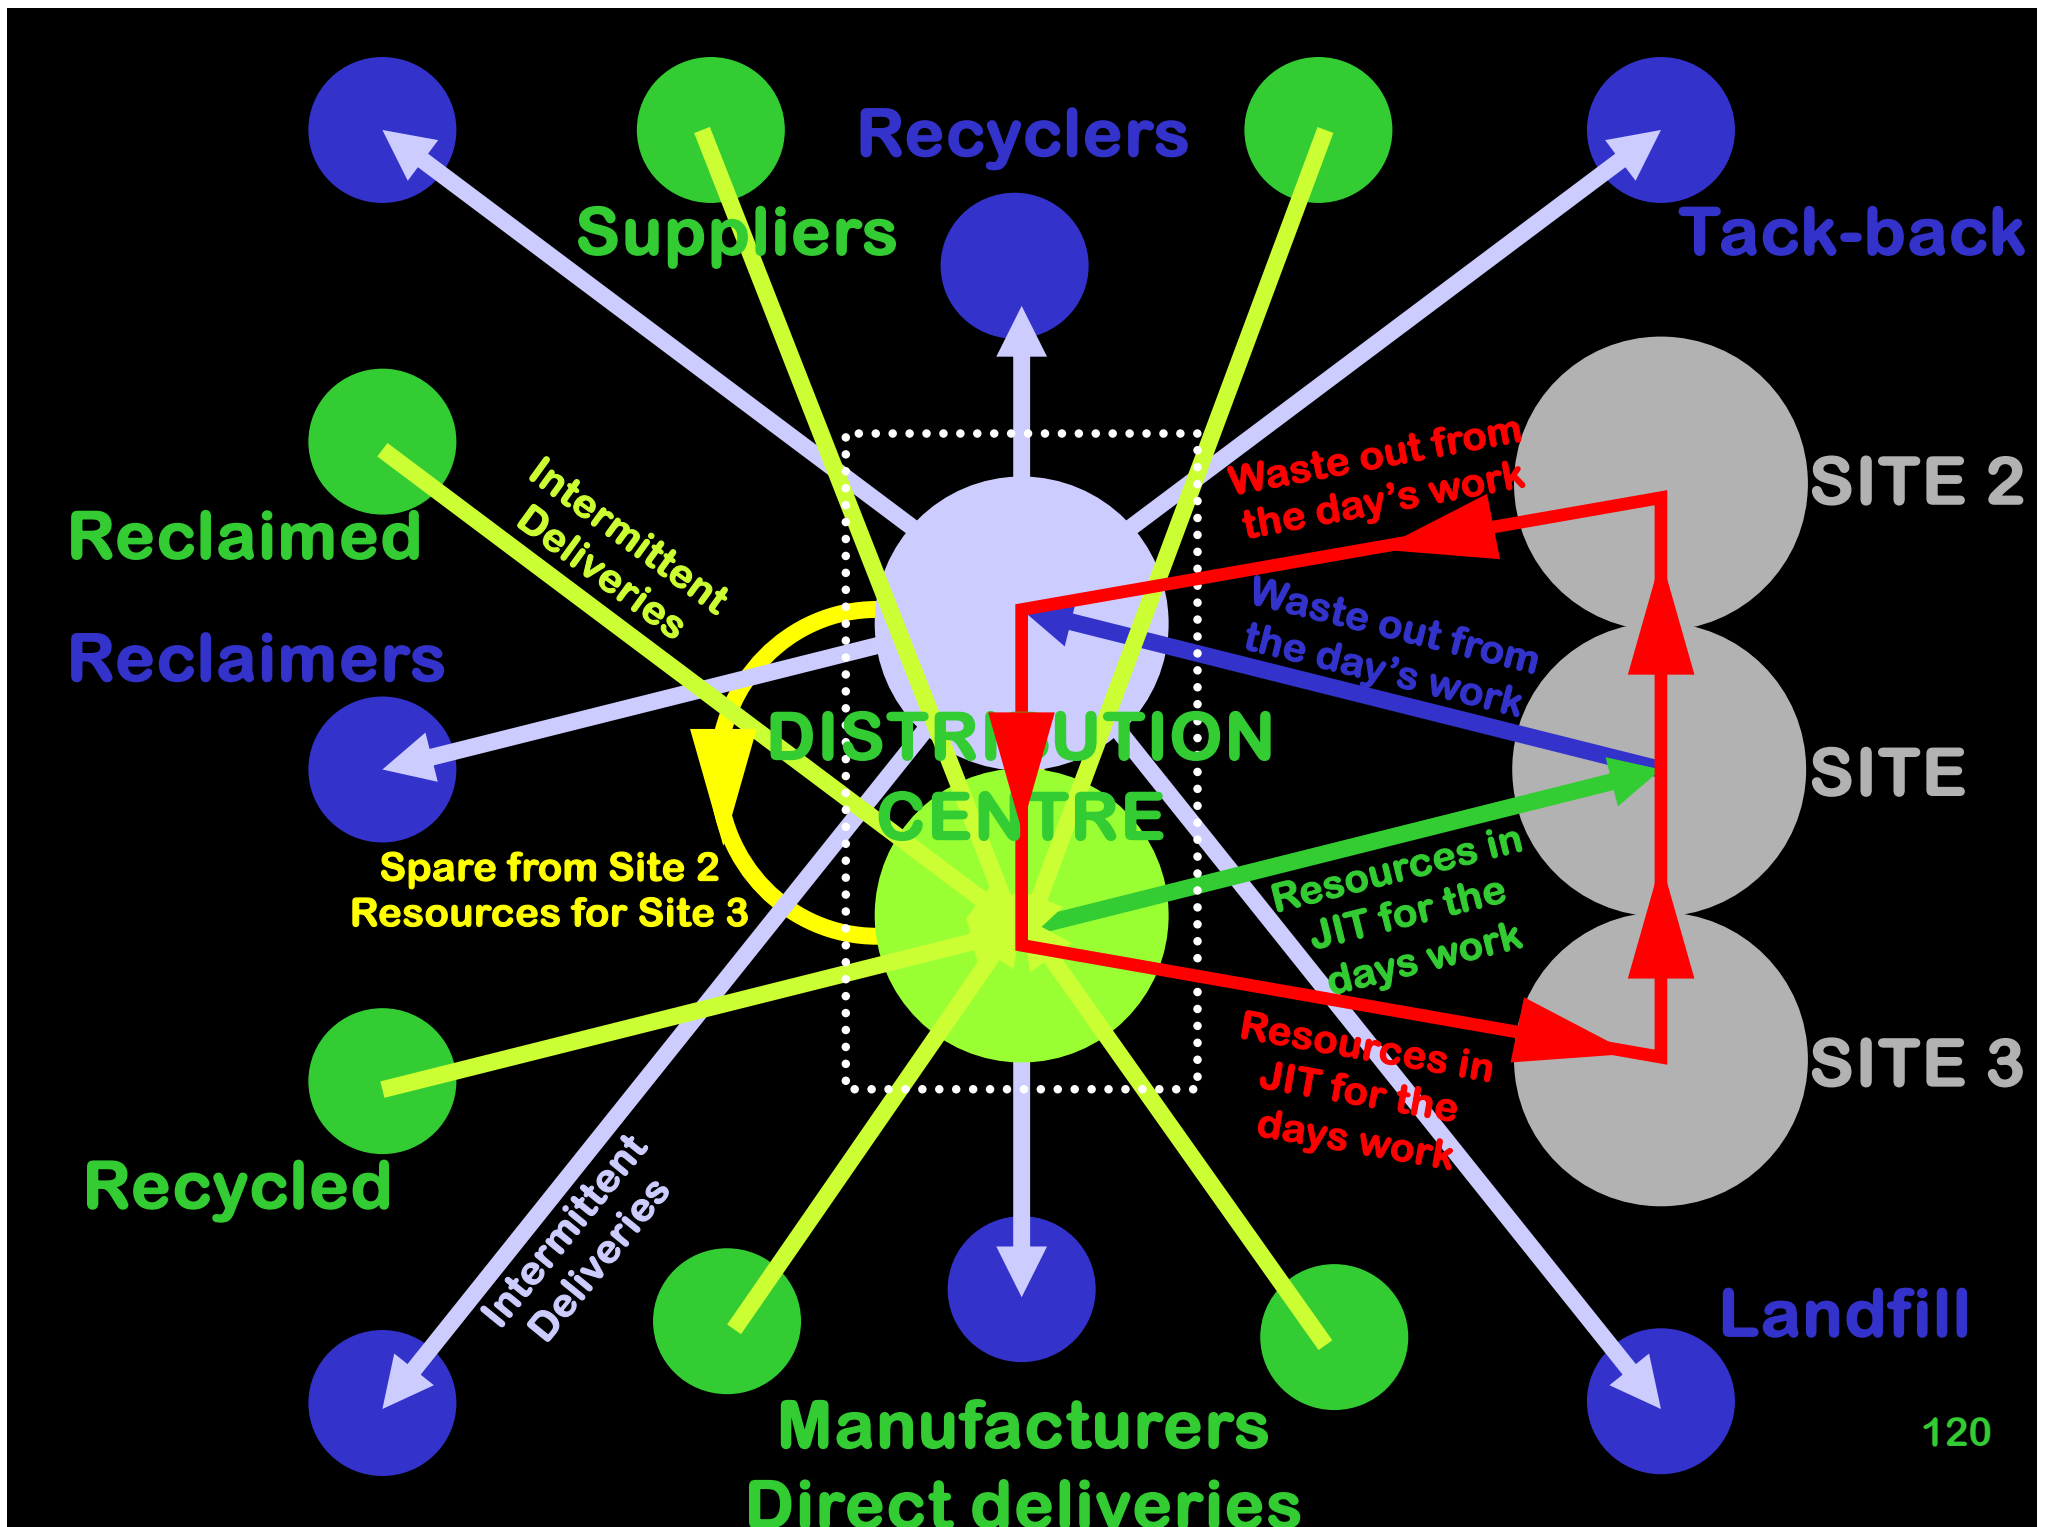 Recyclers
Suppliers
Tack-back
Waste out from
the day’s work
SITE 2
Intermittent
Deliveries
Reclaimed
Waste out from
the day’s work
Reclaimers
DISTRIBUTION
CENTRE
SITE
Spare from Site 2
Resources for Site 3
Resources in
JIT for the
days work
Resources in
JIT for the
days work
SITE 3
Recycled
Intermittent
Deliveries
Landfill
Manufacturers
Direct deliveries
120